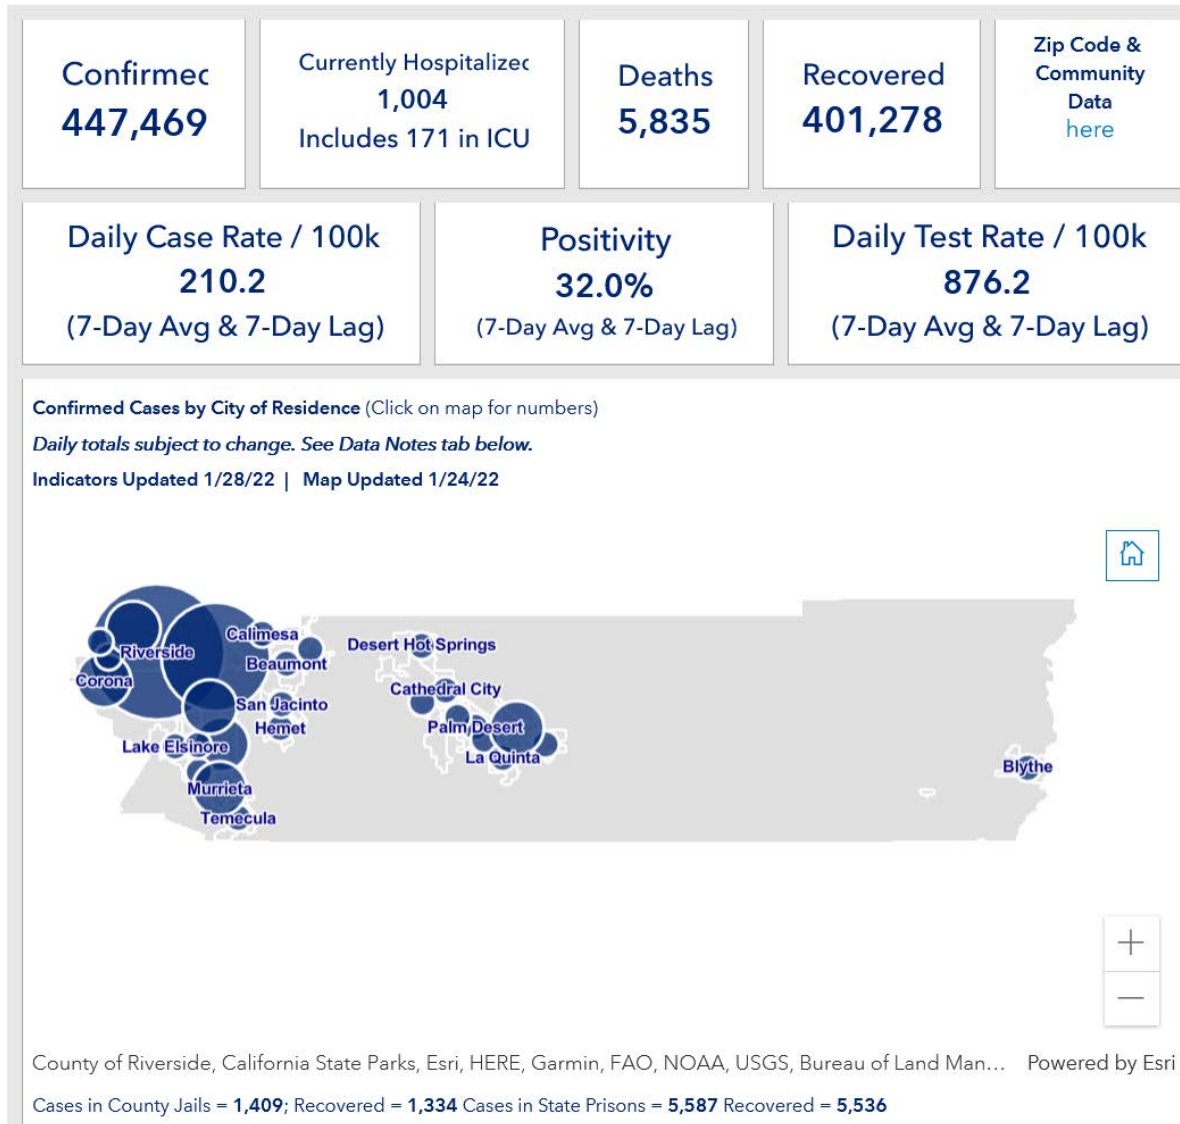 Confirmed
447,469
Currently Hospitalized
1,004
Includes 171 in ICU
Deaths
5,835
Recovered
401,278
Zip Code &
Community
Data
here
Daily Case Rate / 100k
210.2
(7-Day Avg & 7-Day Lag)
Positivity
32.0%
(7-Day Avg & 7-Day Lag)
Daily Test Rate / 100k
876.2
(7-Day Avg & 7-Day Lag)
Confirmed Cases by City of Residence (Click on map for numbers)
Daily totals subject to change. See Data Notes tab below.
Indicators Updated 1/28/22 | Map Updated 1/24/22
Calimesa
Riverside
Beaumont
Desert Hot Springs
Corona
Cathedral City
San Jacinto
Hemet
Palm Desert
Lake Elsinore
La Quinta
Blythe
Murrieta
Temecula
County of Riverside, California State Parks, Esri, HERE, Garmin, FAO, NOAA, USGS, Bureau of Land Man... Powered by Esri
Cases in County Jails = 1,409; Recovered = 1,334 Cases in State Prisons = 5,587 Recovered = 5,536